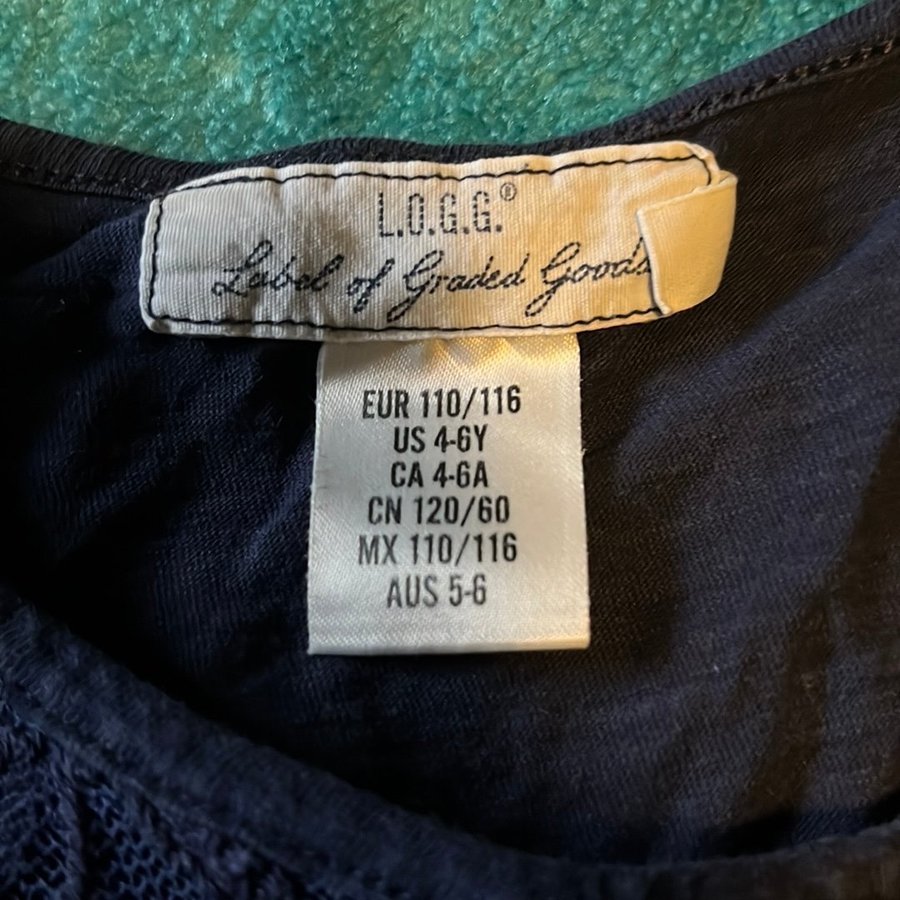 L.O.G.G.®
Label of Graded Goods
EUR 110/116
US 4-6Y
CA 4-6A
CN 120/60
MX 110/116
AUS 5-6